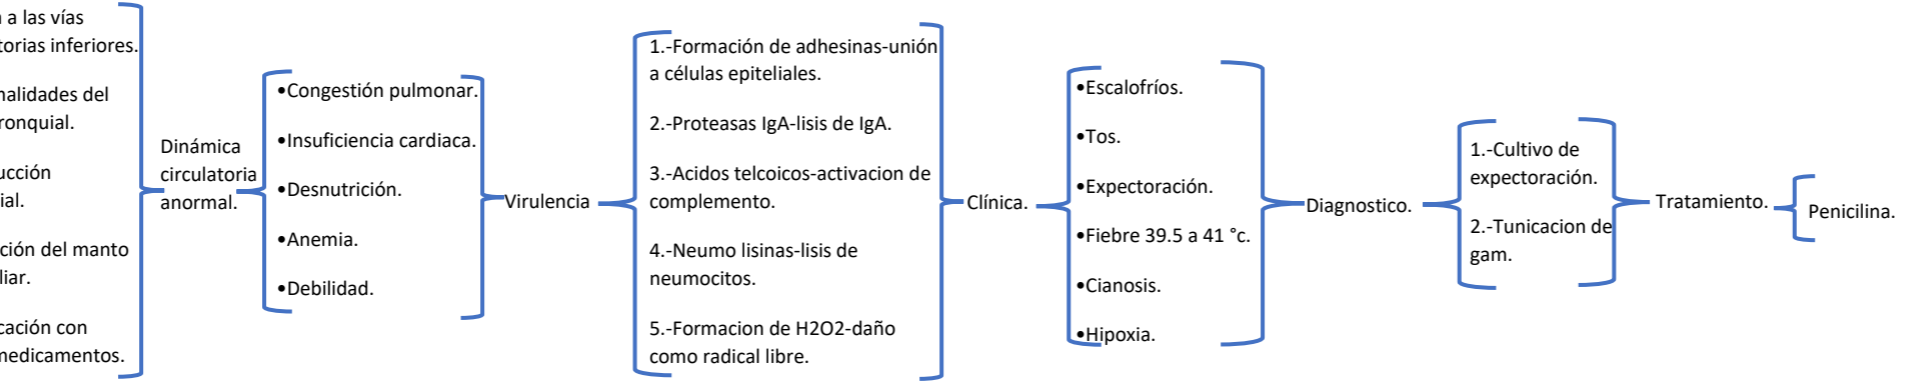 a las vías
torias inferiores.
nalidades del
ronquial.
ucción
ial.
ción del manto
liar.
cación con
medicamentos.
Dinámica
circulatoria
anormal.
•Congestión pulmonar.
•Insuficiencia cardiaca.
•Desnutrición.
•Anemia.
•Debilidad.
Virulencia
1.-Formación de adhesinas-unión
a células epiteliales.
2.-Proteasas IgA-lisis de IgA.
3.-Acidos telcoicos-activacion de
complemento.
4.-Neumo lisinas-lisis de
neumocitos.
5.-Formacion de H2O2-daño
como radical libre.
Clínica.
•Escalofríos.
•Tos.
•Expectoración.
•Fiebre 39.5 a 41 °c.
•Cianosis.
•Hipoxia.
Diagnostico.
1.-Cultivo de
expectoración.
2.-Tunicacion de
gam.
Tratamiento.
Penicilina.